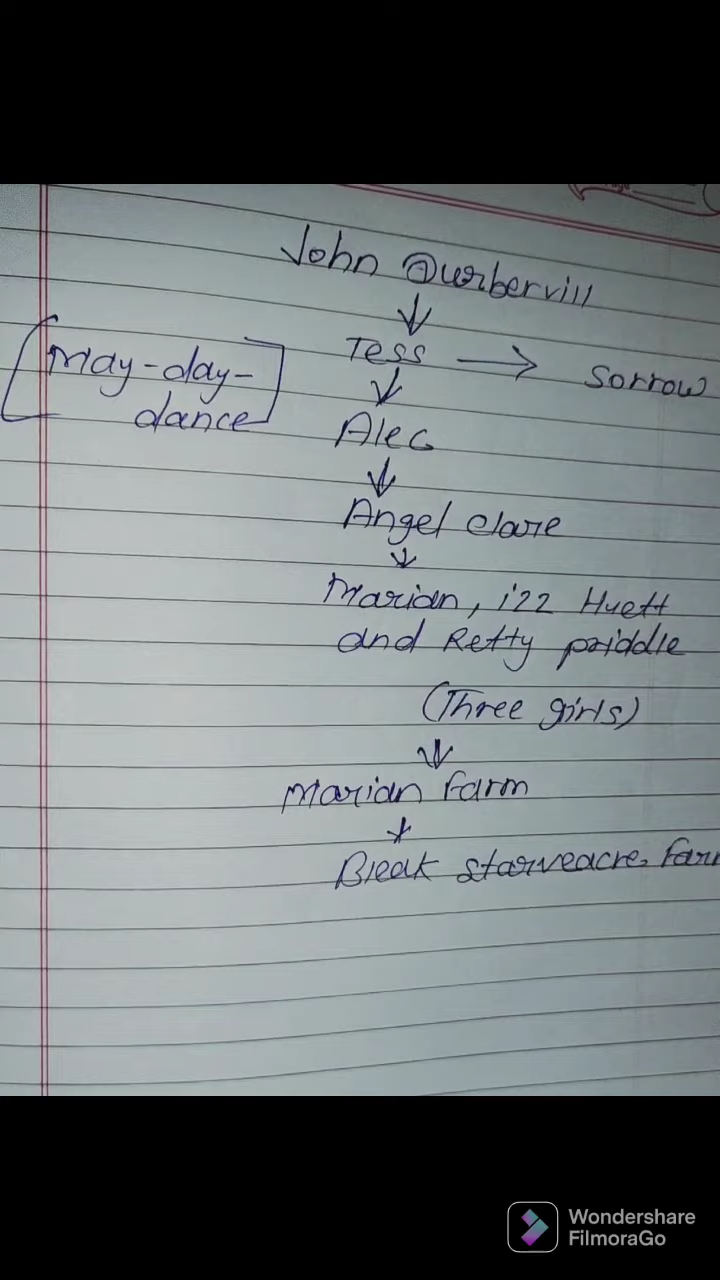 John Durbervill
↓
[May-day-
dance]
Tess → Sorrow
↓
Alec
↓
Angel clare
↓
Marian, izz Huett
and Retty priddle
(Three girls)
↓
Marian Farm
↓
Bleak starveacre Farm
Wondershare
FilmoraGo